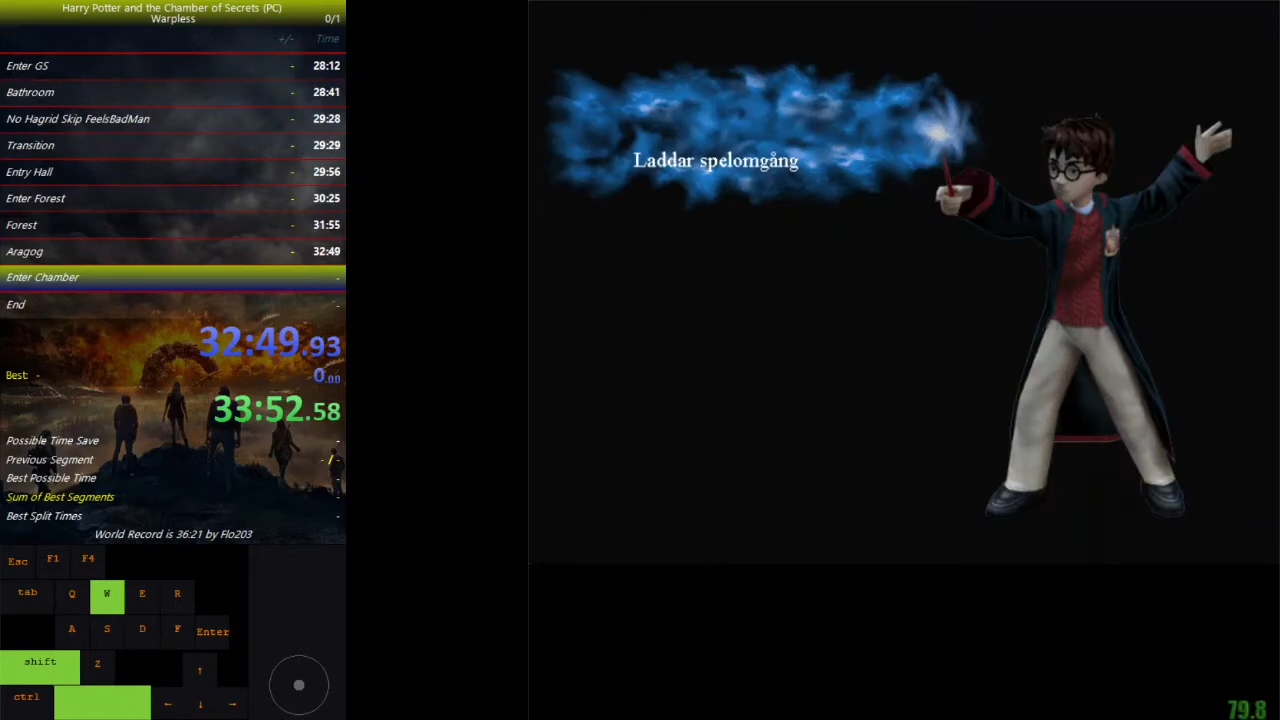 Harry Potter and the Chamber of Secrets (PC)
Warpless 0/1
+/- Time
Enter GS - 28:12
Bathroom - 28:41
No Hagrid Skip FeelsBadMan - 29:28
Transition - 29:29
Entry Hall - 29:56
Enter Forest - 30:25
Forest - 31:55
Aragog - 32:49
Enter Chamber -
End -
32:49.93
Best: - 0.00
33:52.58
Possible Time Save -
Previous Segment - / -
Best Possible Time -
Sum of Best Segments -
Best Split Times -
World Record is 36:21 by Flo203
Esc F1 F4
tab Q W E R
A S D F Enter
shift Z ↑
ctrl ← ↓ →
Laddar spelomgång
79.8